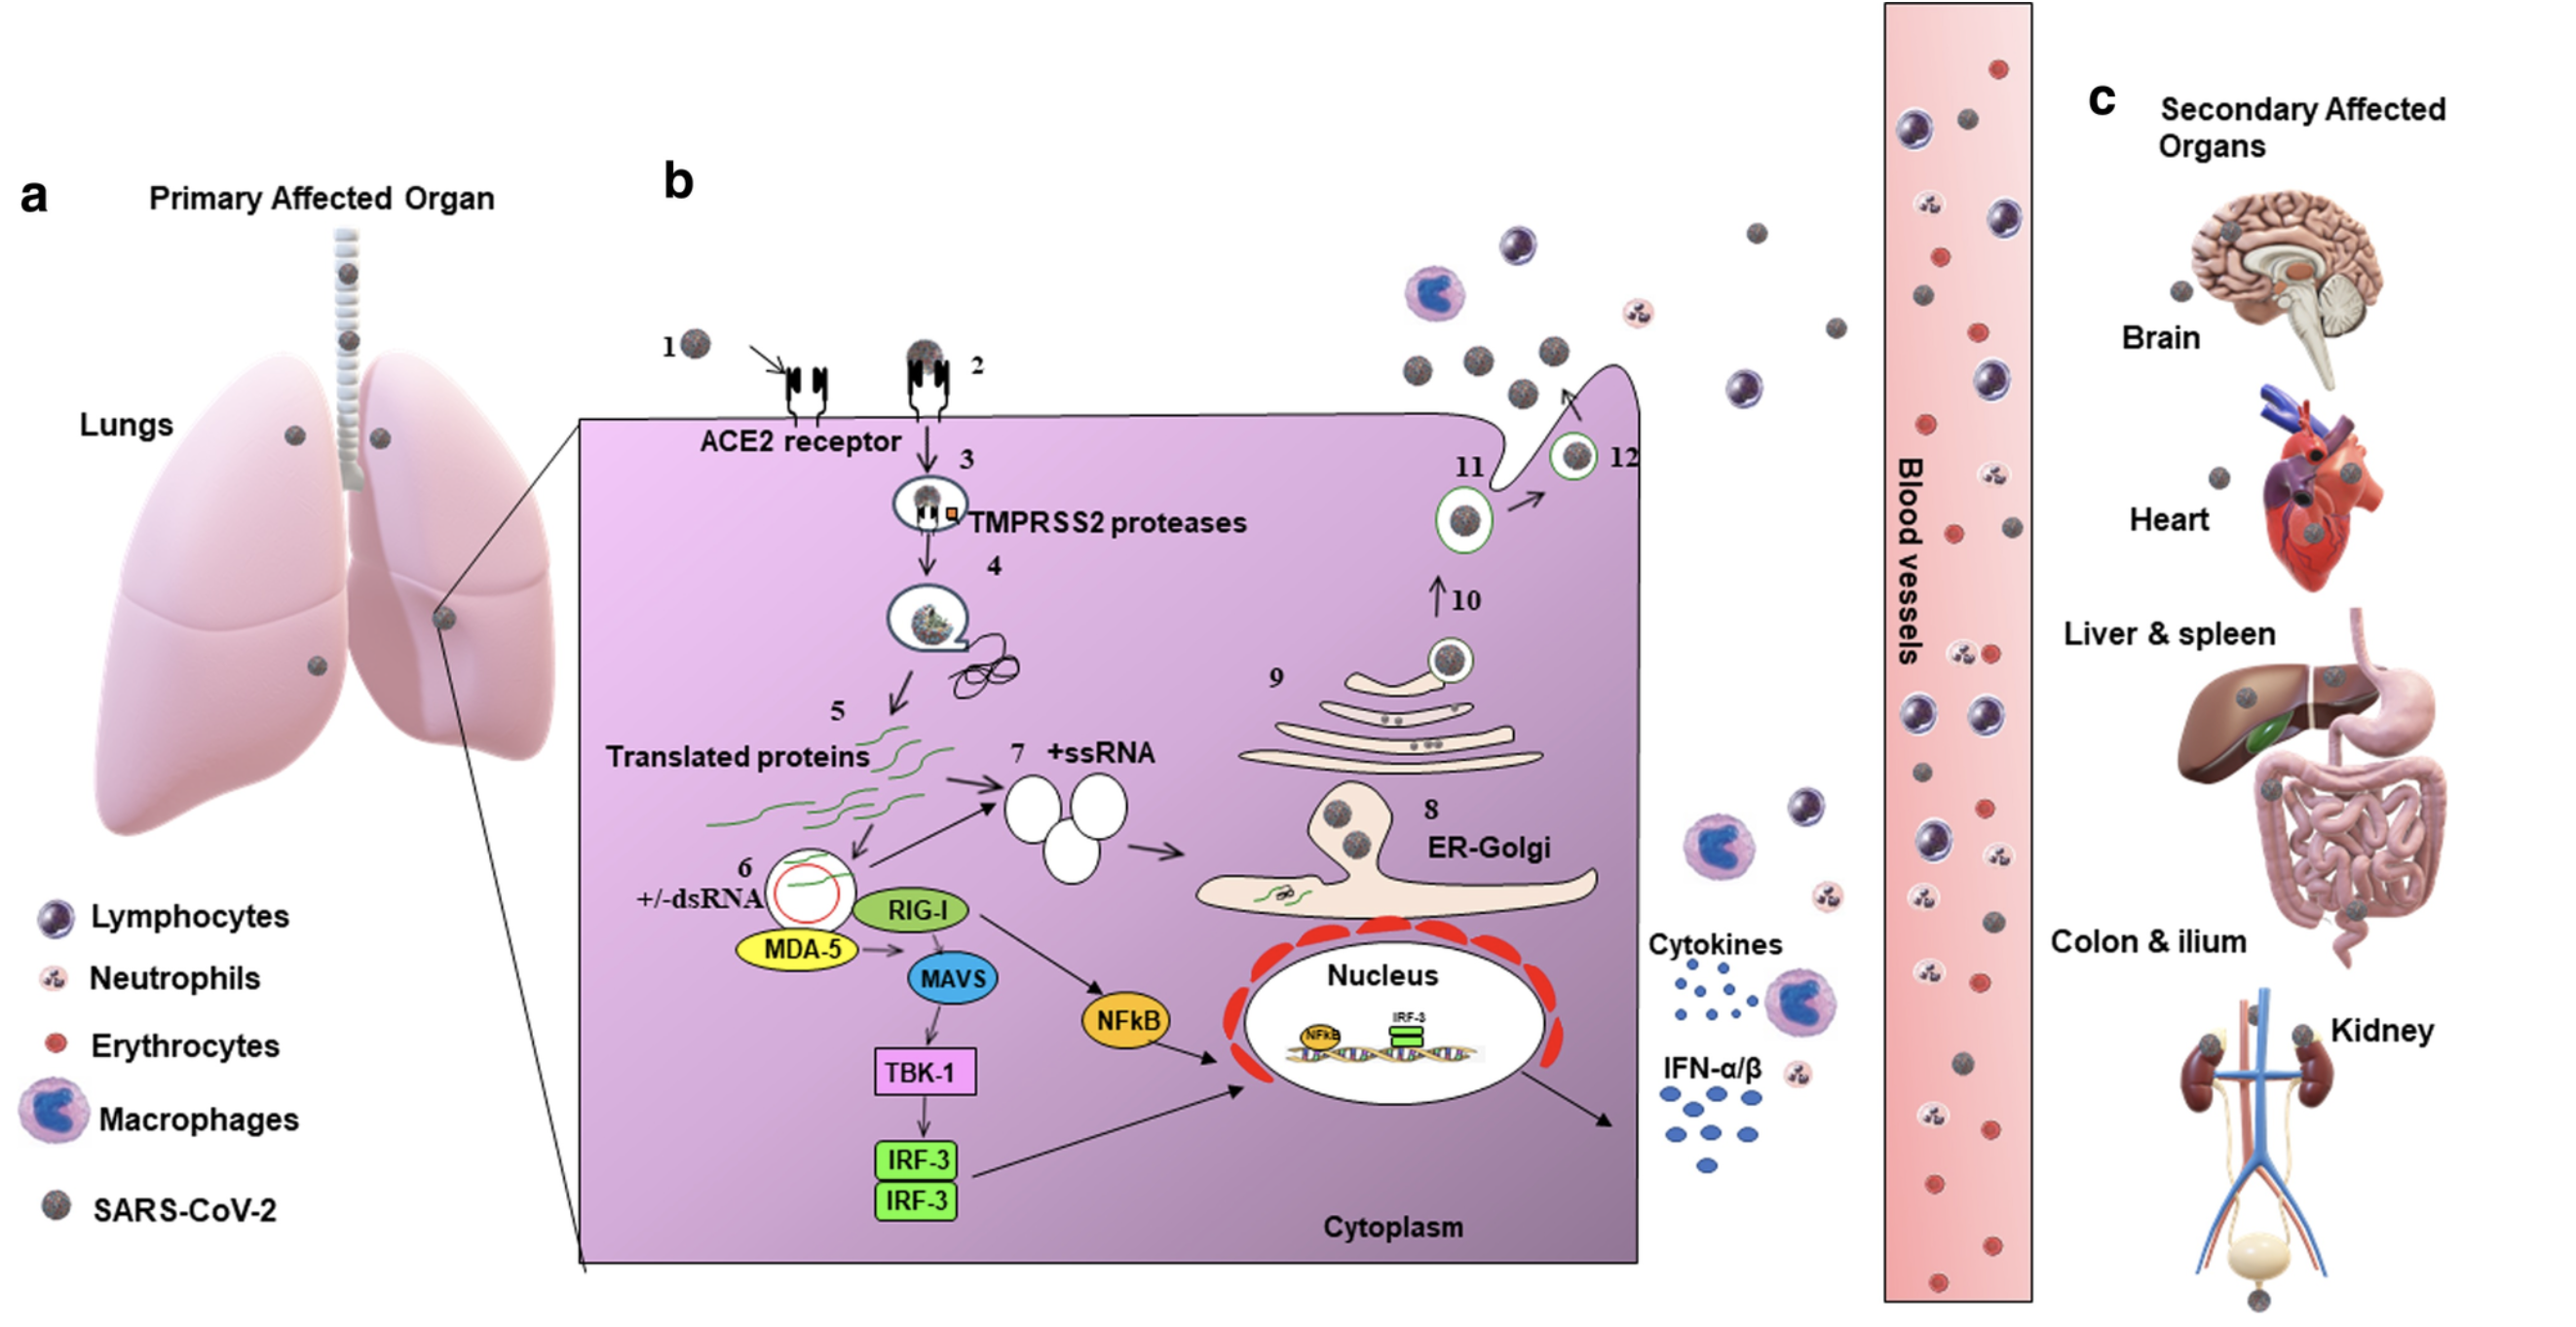 a
Primary Affected Organ
Lungs
Lymphocytes
Neutrophils
Erythrocytes
Macrophages
SARS-CoV-2
b
1
2
ACE2 receptor
3
TMPRSS2 proteases
4
5
Translated proteins
6
+/-dsRNA
7 +ssRNA
RIG-I
MDA-5
MAVS
TBK-1
IRF-3
IRF-3
NFkB
8
ER-Golgi
9
10
11
12
Nucleus
NFkB
IRF-3
Cytoplasm
Cytokines
IFN-α/β
Blood vessels
c
Secondary Affected
Organs
Brain
Heart
Liver & spleen
Colon & ilium
Kidney